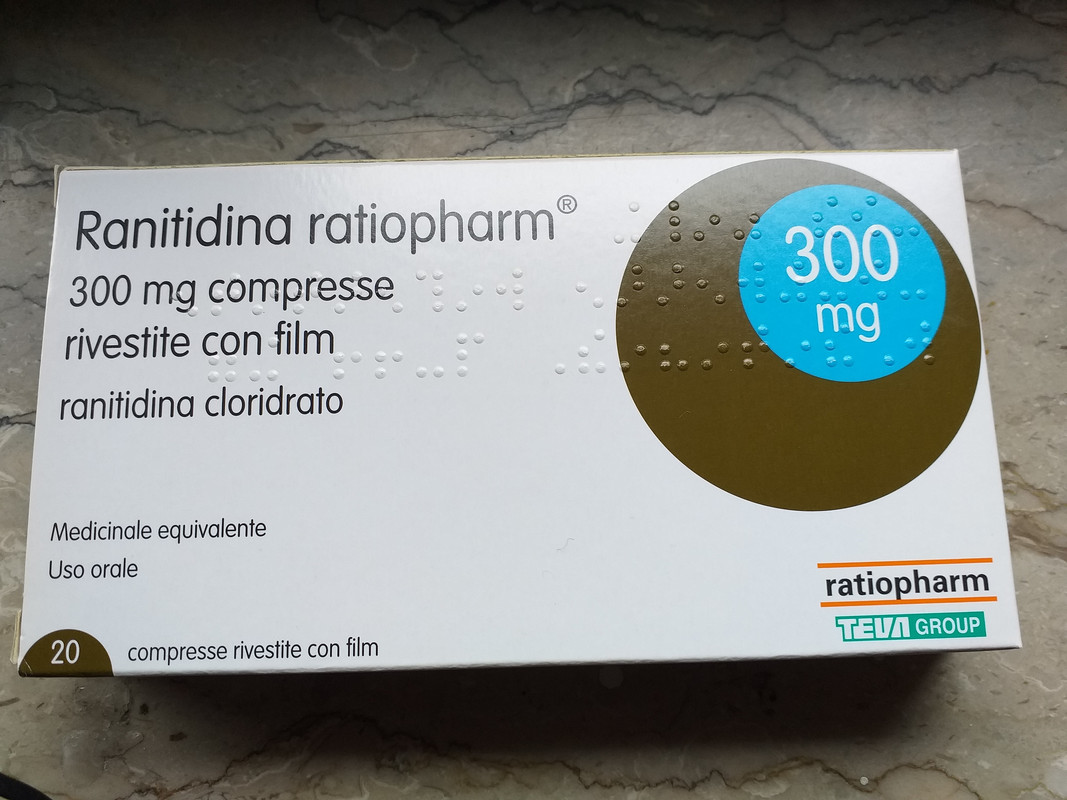 Ranitidina ratiopharm®
300 mg compresse
rivestite con film
ranitidina cloridrato
300
mg
Medicinale equivalente
Uso orale
ratiopharm
TEVA GROUP
20 compresse rivestite con film